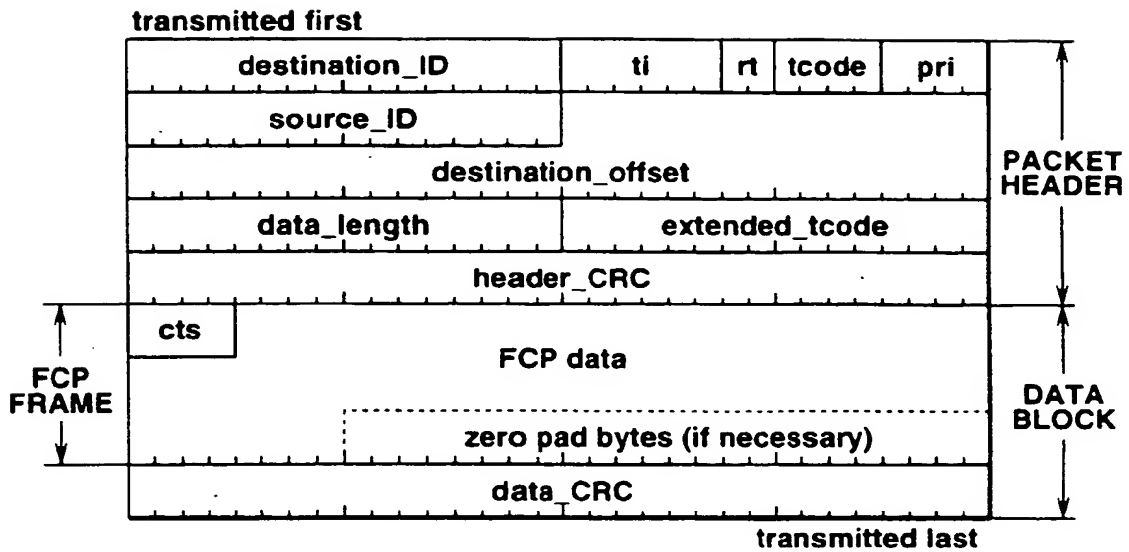 transmitted first
destination_ID ti rt tcode pri
source_ID
destination_offset
PACKET
HEADER
data_length extended_tcode
header_CRC
cts
FCP data
FCP
FRAME
DATA
BLOCK
zero pad bytes (if necessary)
data_CRC
transmitted last